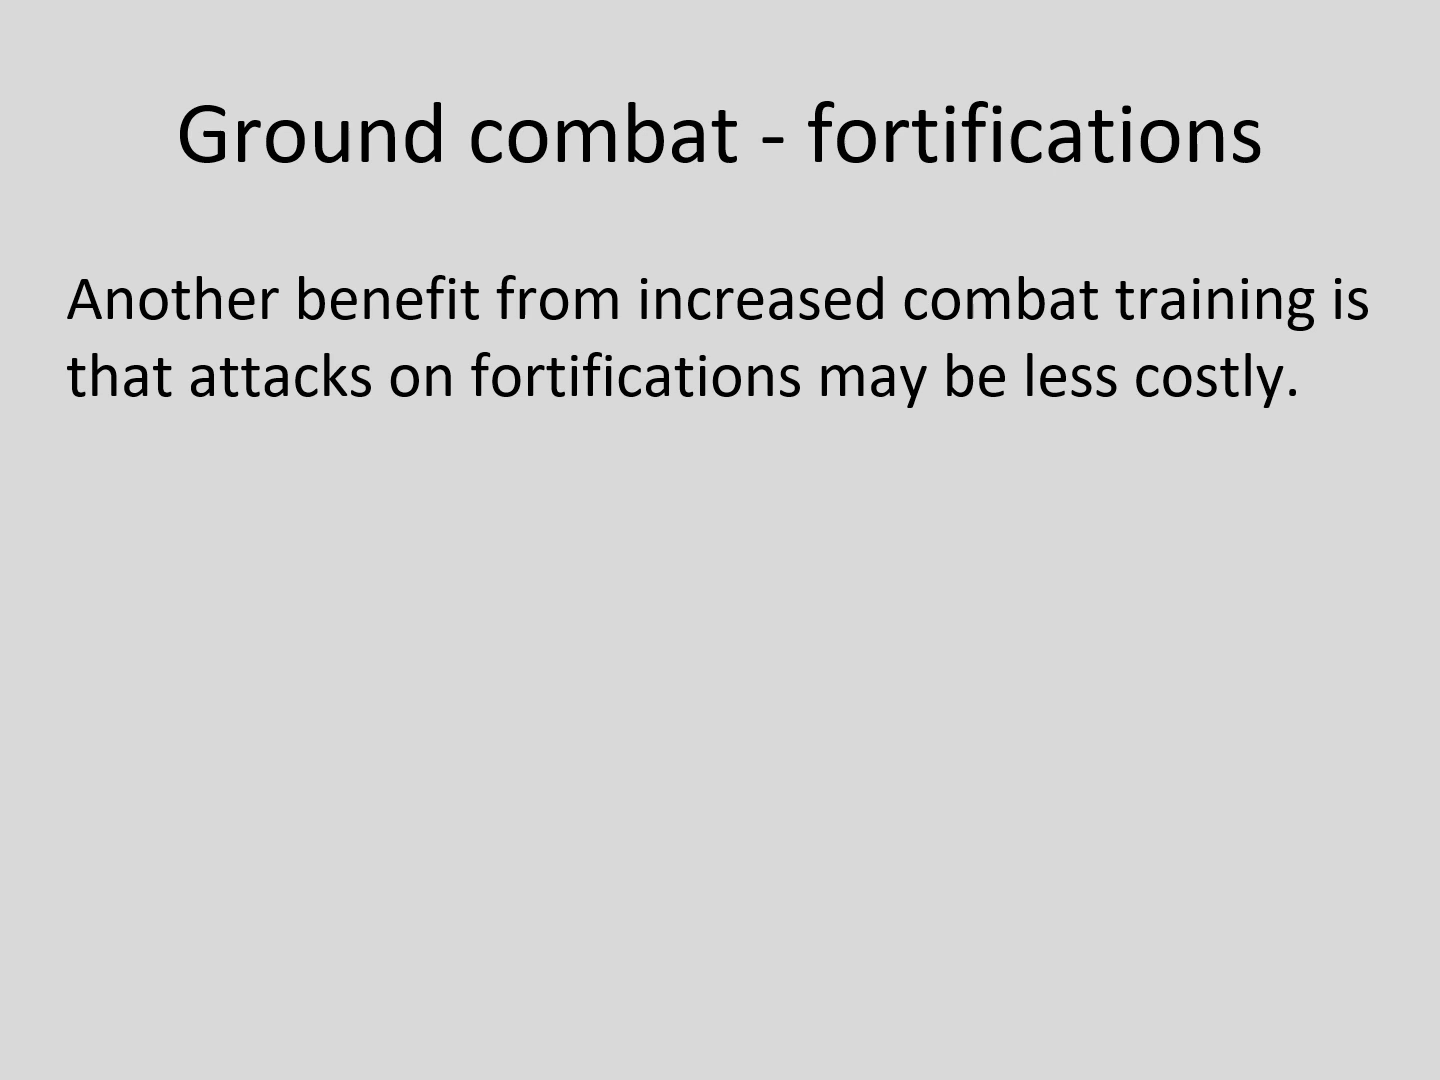 Ground combat - fortifications
Another benefit from increased combat training is
that attacks on fortifications may be less costly.